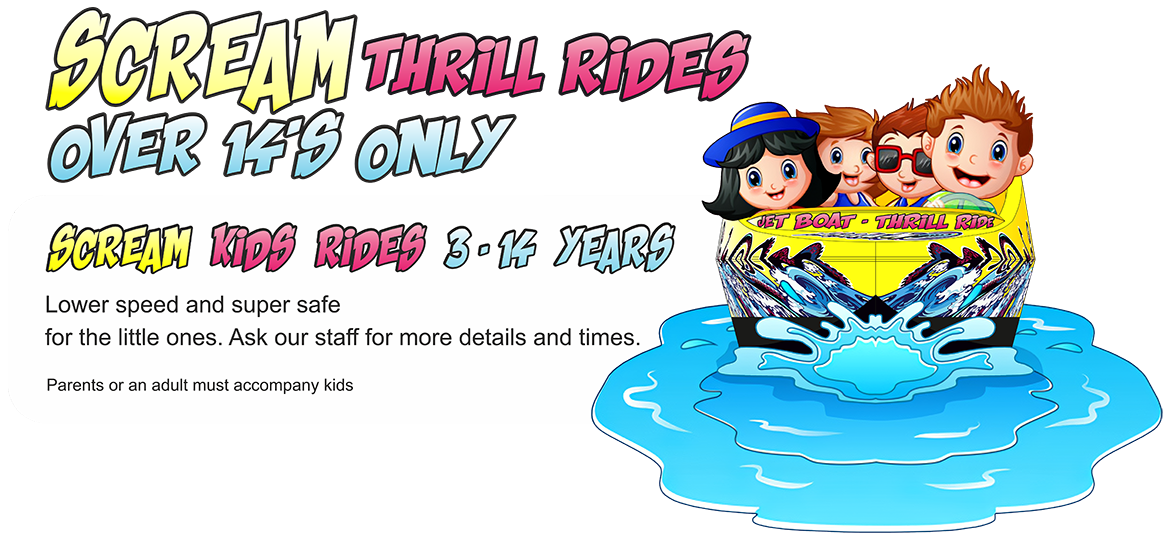 SCREAM THRILL RIDES
OVER 14'S ONLY
SCREAM KIDS RIDES 3 - 14 YEARS
Lower speed and super safe
for the little ones. Ask our staff for more details and times.
Parents or an adult must accompany kids
JET BOAT - THRILL RIDE